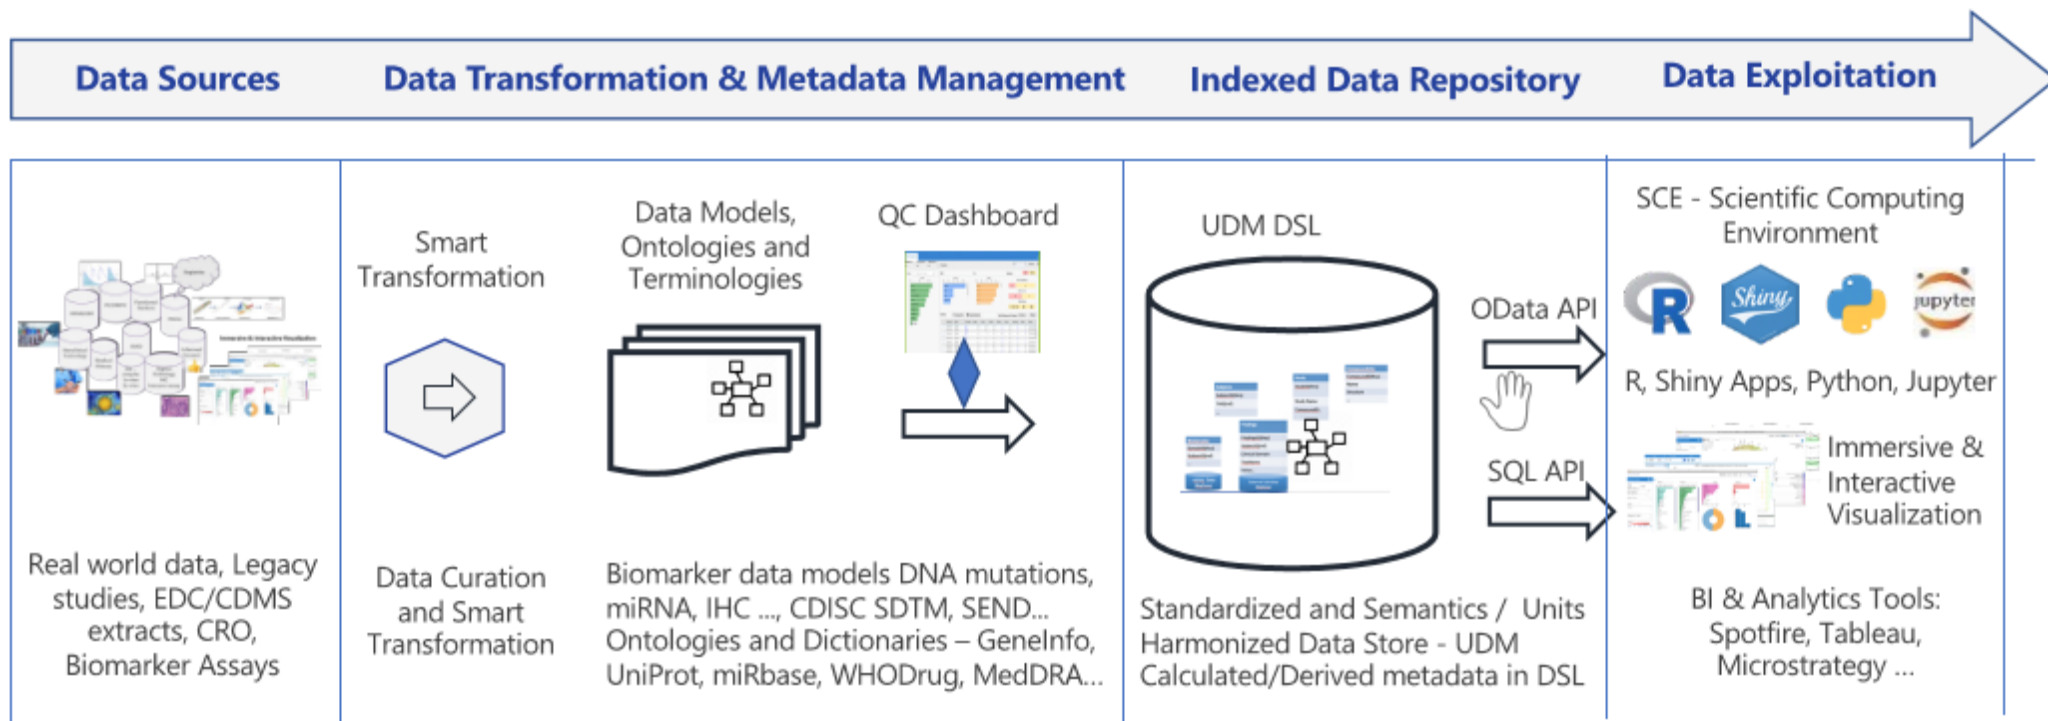 Data Sources
Data Transformation & Metadata Management
Indexed Data Repository
Data Exploitation
Real world data, Legacy
studies, EDC/CDMS
extracts, CRO,
Biomarker Assays
Smart
Transformation
Data Curation
and Smart
Transformation
Data Models,
Ontologies and
Terminologies
QC Dashboard
Biomarker data models DNA mutations,
miRNA, IHC ..., CDISC SDTM, SEND...
Ontologies and Dictionaries – GeneInfo,
UniProt, miRbase, WHODrug, MedDRA...
UDM DSL
OData API
SQL API
Standardized and Semantics / Units
Harmonized Data Store - UDM
Calculated/Derived metadata in DSL
SCE - Scientific Computing
Environment
R
Shiny
Jupyter
R, Shiny Apps, Python, Jupyter
Immersive &
Interactive
Visualization
BI & Analytics Tools:
Spotfire, Tableau,
Microstrategy ...